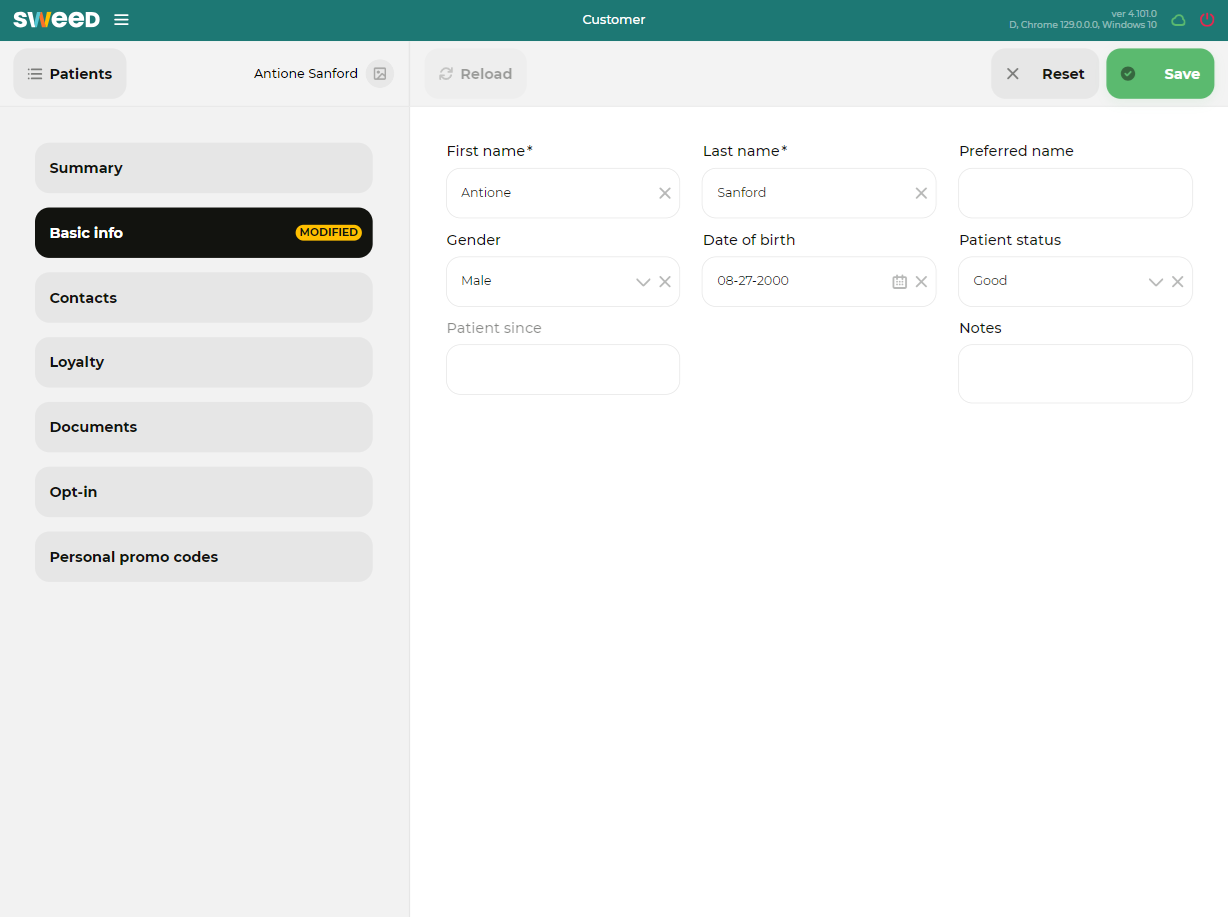 sweed
Customer
ver 4.101.0
D, Chrome 129.0.0.0, Windows 10
Patients
Antione Sanford
Reload
Reset
Save
Summary
Basic info
MODIFIED
Contacts
Loyalty
Documents
Opt-in
Personal promo codes
First name*
Last name*
Preferred name
Antione
Sanford
Gender
Date of birth
Patient status
Male
08-27-2000
Good
Patient since
Notes